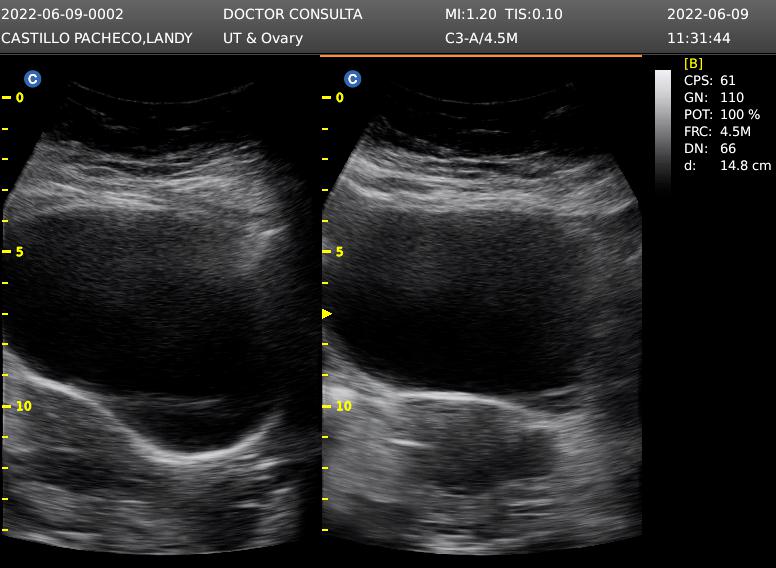 2022-06-09-0002 DOCTOR CONSULTA MI:1.20 TIS:0.10 2022-06-09
CASTILLO PACHECO,LANDY UT & Ovary C3-A/4.5M 11:31:44
C C [B]
0 0 CPS: 61
GN: 110
POT: 100 %
FRC: 4.5M
DN: 66
d: 14.8 cm
5 5
10 10